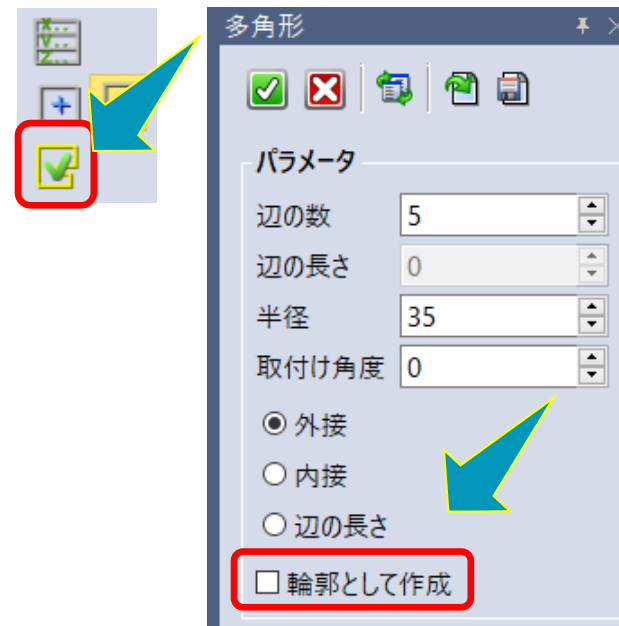 X...
Y...
Z...
多角形
パラメータ
辺の数 5
辺の長さ 0
半径 35
取付け角度 0
外接
内接
辺の長さ
輪郭として作成